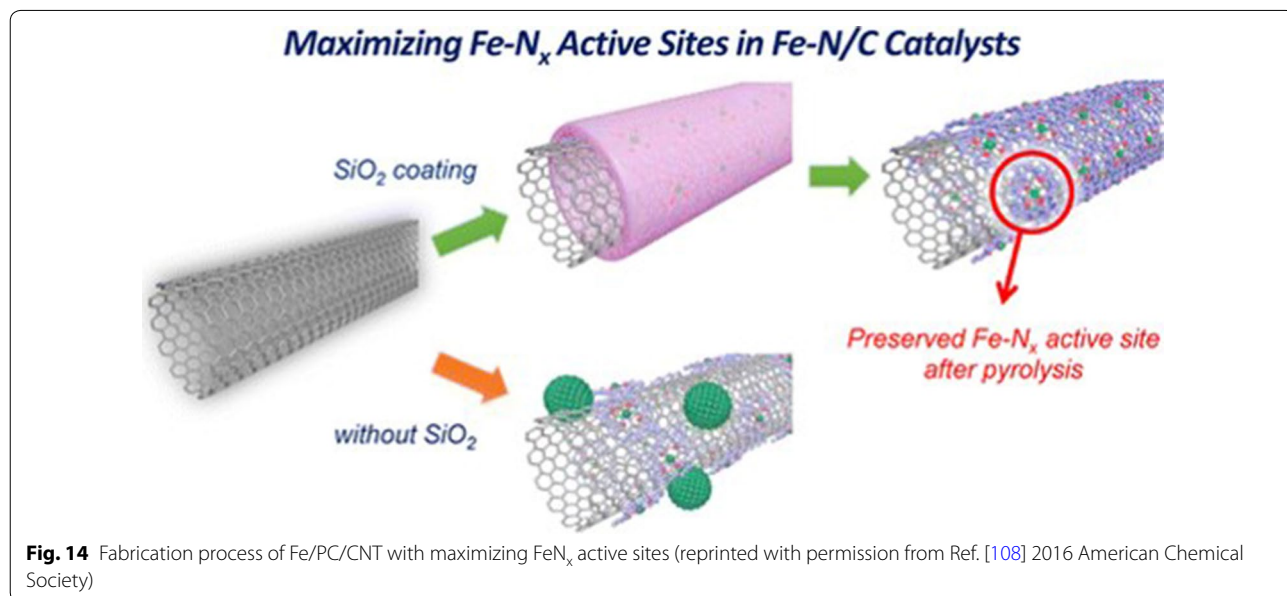 Maximizing Fe-Nₓ Active Sites in Fe-N/C Catalysts
SiO₂ coating
without SiO₂
Preserved Fe-Nₓ active site
after pyrolysis
Fig. 14 Fabrication process of Fe/PC/CNT with maximizing FeNₓ active sites (reprinted with permission from Ref. [108] 2016 American Chemical
Society)